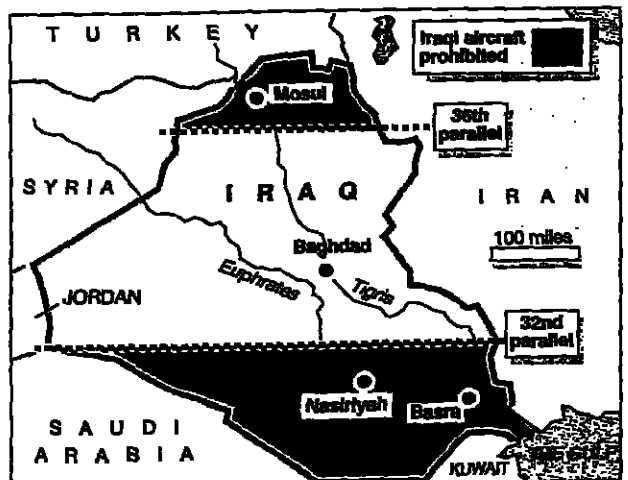 TURKEY
Iraqi aircraft
prohibited
Mosul
36th
parallel
SYRIA
IRAQ
IRAN
100 miles
Baghdad
Euphrates
Tigris
JORDAN
32nd
parallel
Nasiriyah
Basra
SAUDI
ARABIA
KUWAIT